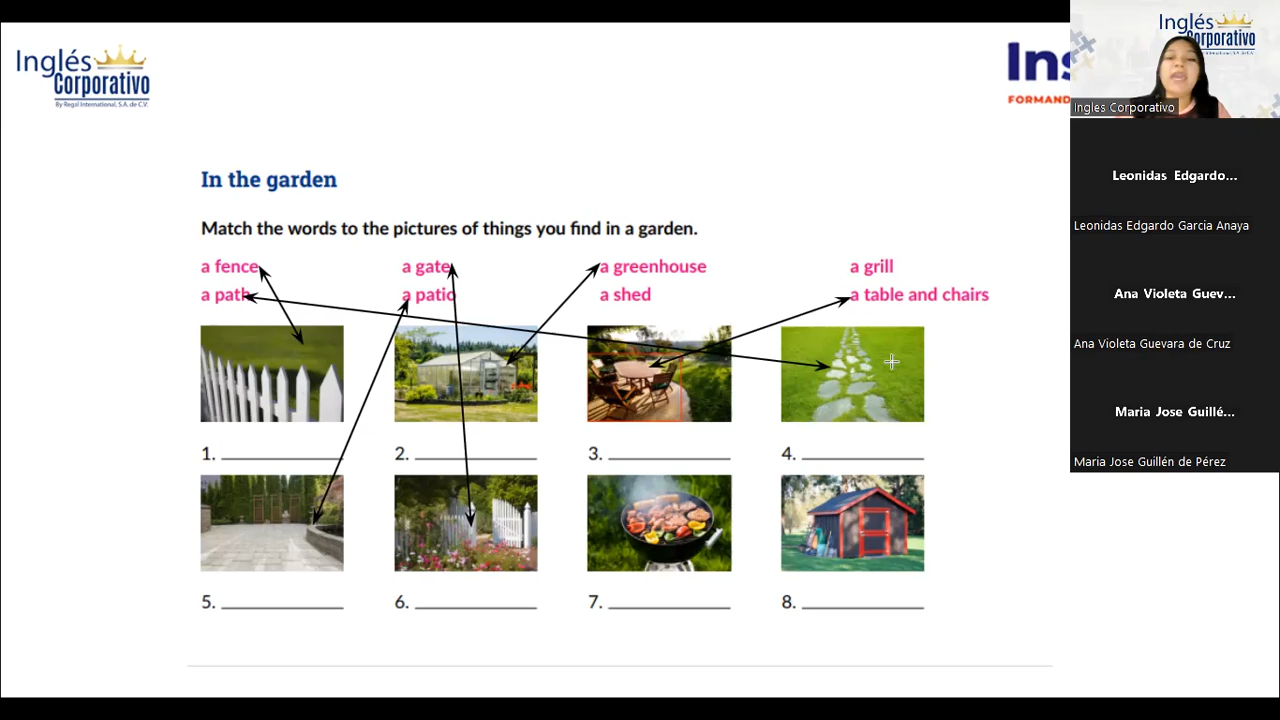 Inglés
Corporativo
By Regal International, S.A. de C.V.
Ins
FORMAND
Inglés
Corporativo
Ingles Corporativo
Leonidas Edgardo...
Leonidas Edgardo Garcia Anaya
Ana Violeta Guev...
Ana Violeta Guevara de Cruz
Maria Jose Guillé...
Maria Jose Guillén de Pérez
In the garden
Match the words to the pictures of things you find in a garden.
a fence a gate a greenhouse a grill
a path a patio a shed a table and chairs
1. 2. 3. 4.
5. 6. 7. 8.